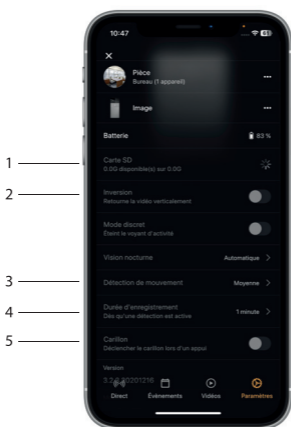 10:47
Pièce
Bureau (1 appareil)
Image
Batterie 83 %
1 Carte SD
0.0G disponible(s) sur 0.0G
2 Inversion
Retourne la vidéo verticalement
Mode discret
Éteint le voyant d'activité
Vision nocturne Automatique
3 Détection de mouvement Moyenne
4 Durée d'enregistrement 1 minute
Dès qu'une détection est active
5 Carillon
Déclencher le carillon lors d'un appui
Version
Direct Évènements Vidéos Paramètres